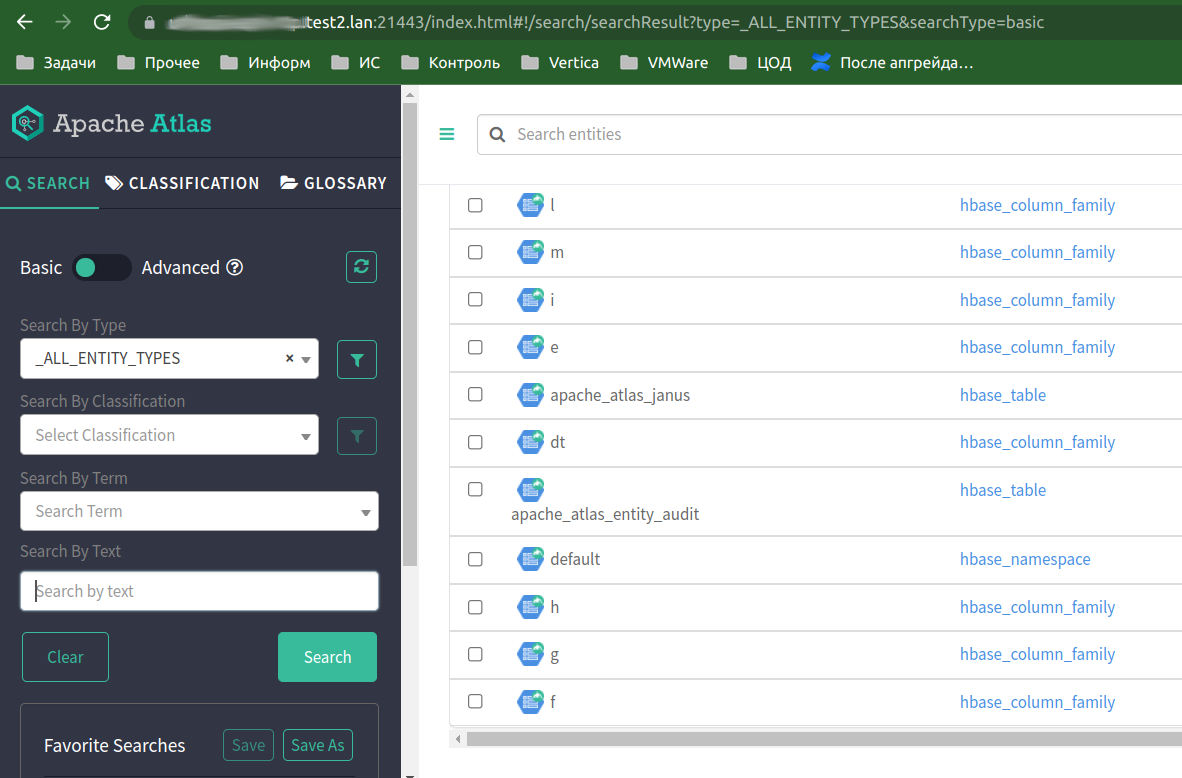 .test2.lan:21443/index.html#!/search/searchResult?type=_ALL_ENTITY_TYPES&searchType=basic
Задачи Прочее Информ ИС Контроль Vertica VMWare ЦОД После апгрейда…
Apache Atlas
SEARCH CLASSIFICATION GLOSSARY
Basic Advanced
Search By Type
_ALL_ENTITY_TYPES ×
Search By Classification
Select Classification
Search By Term
Search Term
Search By Text
Search by text
Clear Search
Favorite Searches Save Save As
Search entities
l hbase_column_family
m hbase_column_family
i hbase_column_family
e hbase_column_family
apache_atlas_janus hbase_table
dt hbase_column_family
hbase_table
apache_atlas_entity_audit
default hbase_namespace
h hbase_column_family
g hbase_column_family
f hbase_column_family